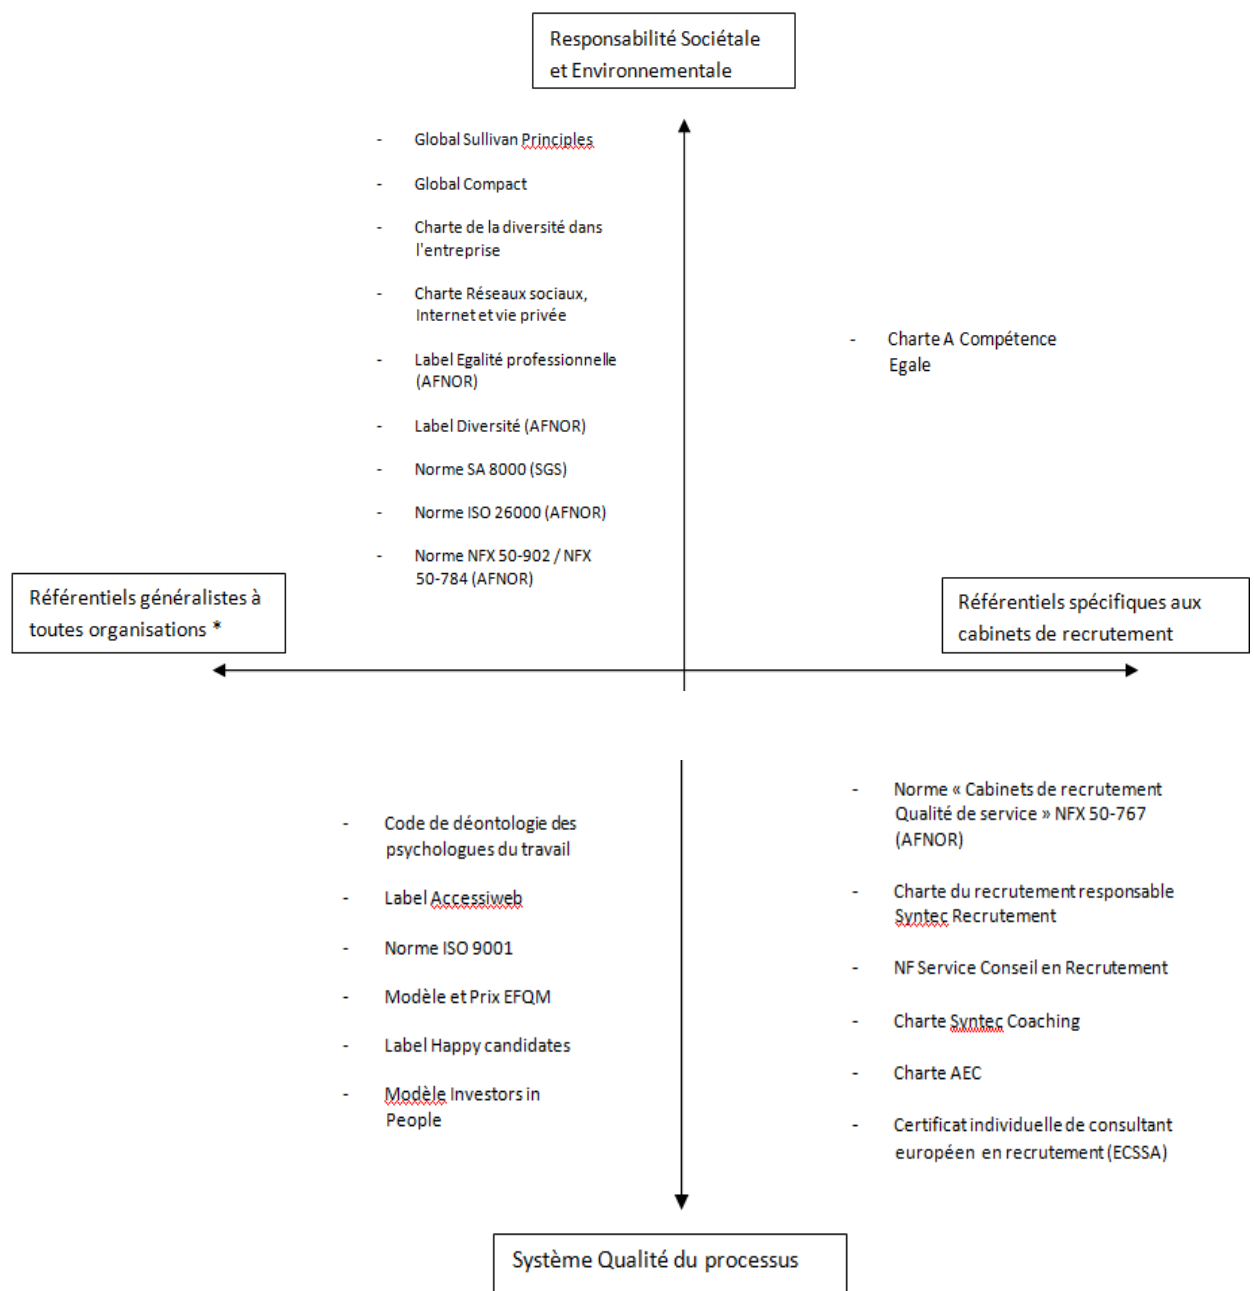 Responsabilité Sociétale
et Environnementale
- Global Sullivan Principles
- Global Compact
- Charte de la diversité dans
l'entreprise
- Charte Réseaux sociaux,
Internet et vie privée
- Label Egalité professionnelle
(AFNOR)
- Label Diversité (AFNOR)
- Norme SA 8000 (SGS)
- Norme ISO 26000 (AFNOR)
- Norme NFX 50-902 / NFX
50-784 (AFNOR)
- Charte A Compétence
Egale
Référentiels généralistes à
toutes organisations *
Référentiels spécifiques aux
cabinets de recrutement
- Code de déontologie des
psychologues du travail
- Label Accessiweb
- Norme ISO 9001
- Modèle et Prix EFQM
- Label Happy candidates
- Modèle Investors in
People
- Norme « Cabinets de recrutement
Qualité de service » NFX 50-767
(AFNOR)
- Charte du recrutement responsable
Syntec Recrutement
- NF Service Conseil en Recrutement
- Charte Syntec Coaching
- Charte AEC
- Certificat individuelle de consultant
européen en recrutement (ECSSA)
Système Qualité du processus